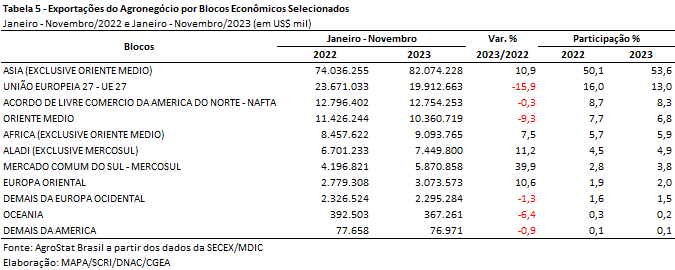 Tabela 5 - Exportações do Agronegócio por Blocos Econômicos Selecionados
Janeiro - Novembro/2022 e Janeiro - Novembro/2023 (em US$ mil)
Blocos Janeiro - Novembro Var. % Participação %
2022 2023 2023/2022 2022 2023
ASIA (EXCLUSIVE ORIENTE MEDIO) 74.036.255 82.074.228 10,9 50,1 53,6
UNIÃO EUROPEIA 27 - UE 27 23.671.033 19.912.663 -15,9 16,0 13,0
ACORDO DE LIVRE COMERCIO DA AMERICA DO NORTE - NAFTA 12.796.402 12.754.253 -0,3 8,7 8,3
ORIENTE MEDIO 11.426.244 10.360.719 -9,3 7,7 6,8
AFRICA (EXCLUSIVE ORIENTE MEDIO) 8.457.622 9.093.765 7,5 5,7 5,9
ALADI (EXCLUSIVE MERCOSUL) 6.701.233 7.449.800 11,2 4,5 4,9
MERCADO COMUM DO SUL - MERCOSUL 4.196.821 5.870.858 39,9 2,8 3,8
EUROPA ORIENTAL 2.779.308 3.073.573 10,6 1,9 2,0
DEMAIS DA EUROPA OCIDENTAL 2.326.524 2.295.284 -1,3 1,6 1,5
OCEANIA 392.503 367.261 -6,4 0,3 0,2
DEMAIS DA AMERICA 77.658 76.971 -0,9 0,1 0,1
Fonte: AgroStat Brasil a partir dos dados da SECEX/MDIC
Elaboração: MAPA/SCRI/DNAC/CGEA